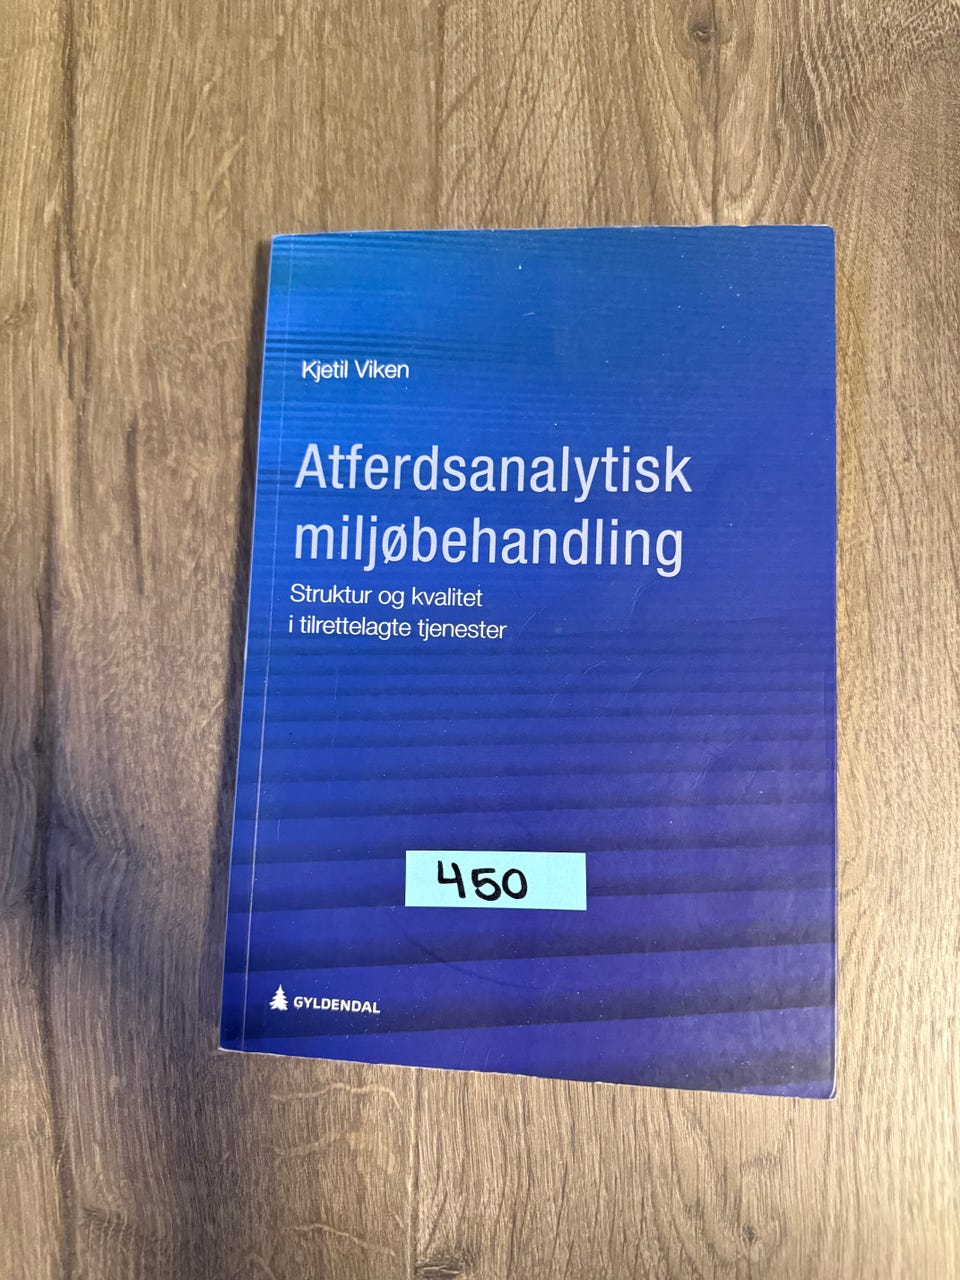 Kjetil Viken
Atferdsanalytisk
miljøbehandling
Struktur og kvalitet
i tilrettelagte tjenester
450
GYLDENDAL